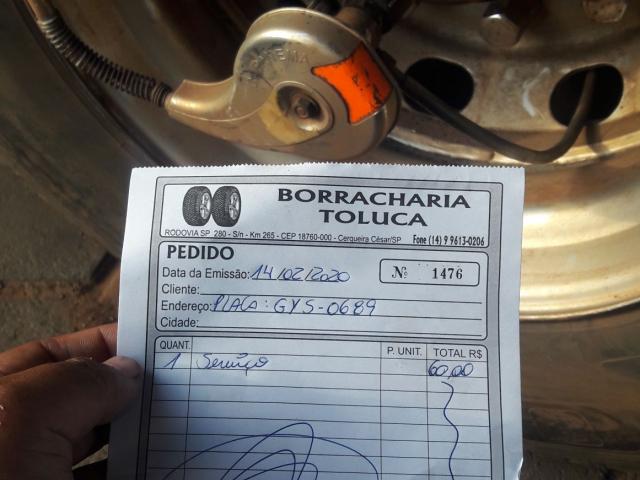 BORRACHARIA
TOLUCA
RODOVIA SP 280 - S/n - Km 265 - CEP 18760-000 - Cerqueira César/SP Fone (14) 9 9613-0206
PEDIDO
Data da Emissão: 14/02/2020 Nº 1476
Cliente:
Endereço: PlACA: GYS-0689
Cidade:
QUANT. P. UNIT. TOTAL R$
1 Serviço 60,00